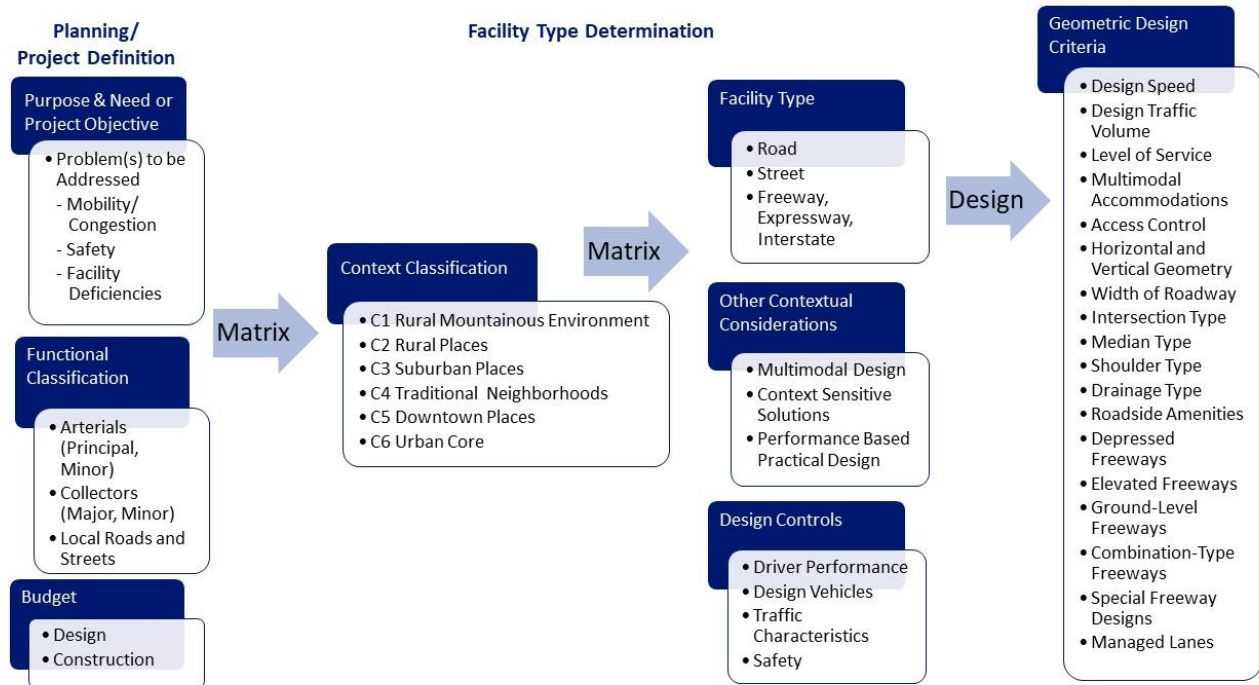 Planning/
Project Definition
Purpose & Need or
Project Objective
• Problem(s) to be
Addressed
- Mobility/
Congestion
- Safety
- Facility
Deficiencies
Functional
Classification
• Arterials
(Principal,
Minor)
• Collectors
(Major, Minor)
• Local Roads and
Streets
Budget
• Design
• Construction
Matrix
Facility Type Determination
Context Classification
• C1 Rural Mountainous Environment
• C2 Rural Places
• C3 Suburban Places
• C4 Traditional Neighborhoods
• C5 Downtown Places
• C6 Urban Core
Matrix
Facility Type
• Road
• Street
• Freeway,
Expressway,
Interstate
Other Contextual
Considerations
• Multimodal Design
• Context Sensitive
Solutions
• Performance Based
Practical Design
Design Controls
• Driver Performance
• Design Vehicles
• Traffic
Characteristics
• Safety
Design
Geometric Design
Criteria
• Design Speed
• Design Traffic
Volume
• Level of Service
• Multimodal
Accommodations
• Access Control
• Horizontal and
Vertical Geometry
• Width of Roadway
• Intersection Type
• Median Type
• Shoulder Type
• Drainage Type
• Roadside Amenities
• Depressed
Freeways
• Elevated Freeways
• Ground-Level
Freeways
• Combination-Type
Freeways
• Special Freeway
Designs
• Managed Lanes